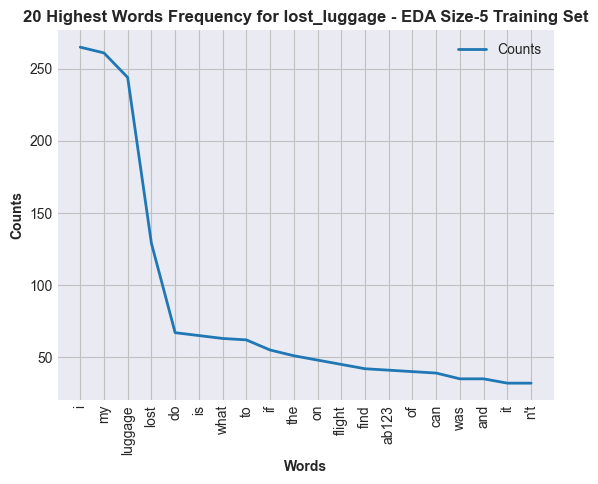 20 Highest Words Frequency for lost_luggage - EDA Size-5 Training Set
Counts
250
200
150
100
50
Counts
i
my
luggage
lost
do
is
what
to
if
the
on
flight
find
ab123
of
can
was
and
it
n't
Words